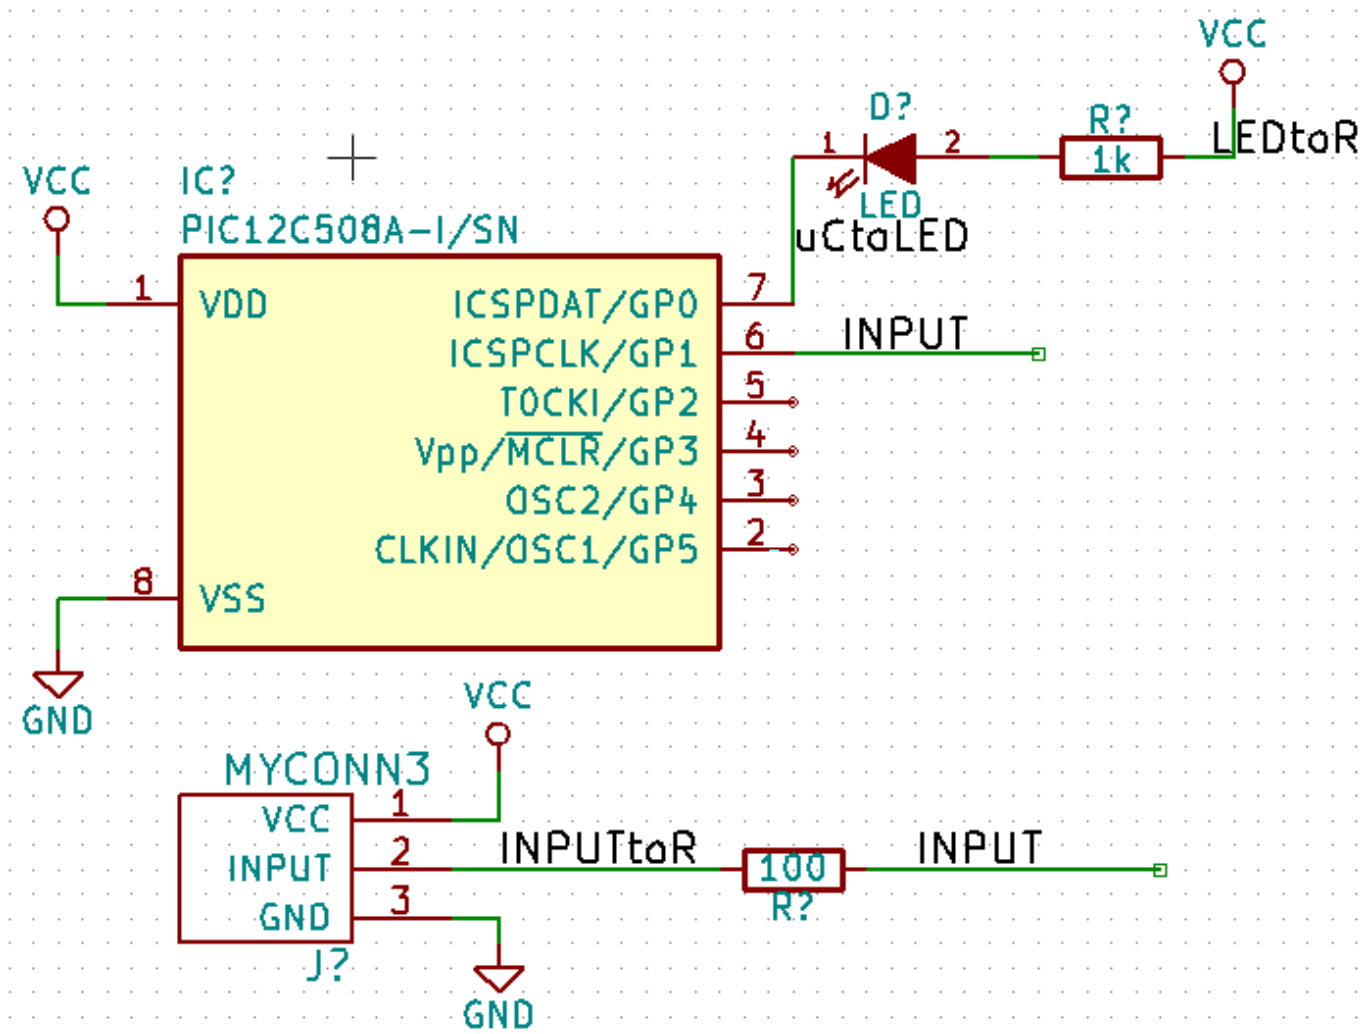 VCC
D?
R?
LEDtoR
1
2
1k
VCC
IC?
LED
PIC12C508A-I/SN
uCtoLED
1
VDD
ICSPDAT/GP0
7
ICSPCLK/GP1
6
INPUT
T0CKI/GP2
5
Vpp/MCLR/GP3
4
OSC2/GP4
3
CLKIN/OSC1/GP5
2
8
VSS
GND
VCC
MYCONN3
VCC
1
INPUT
2
INPUTtoR
100
INPUT
GND
3
R?
J?
GND